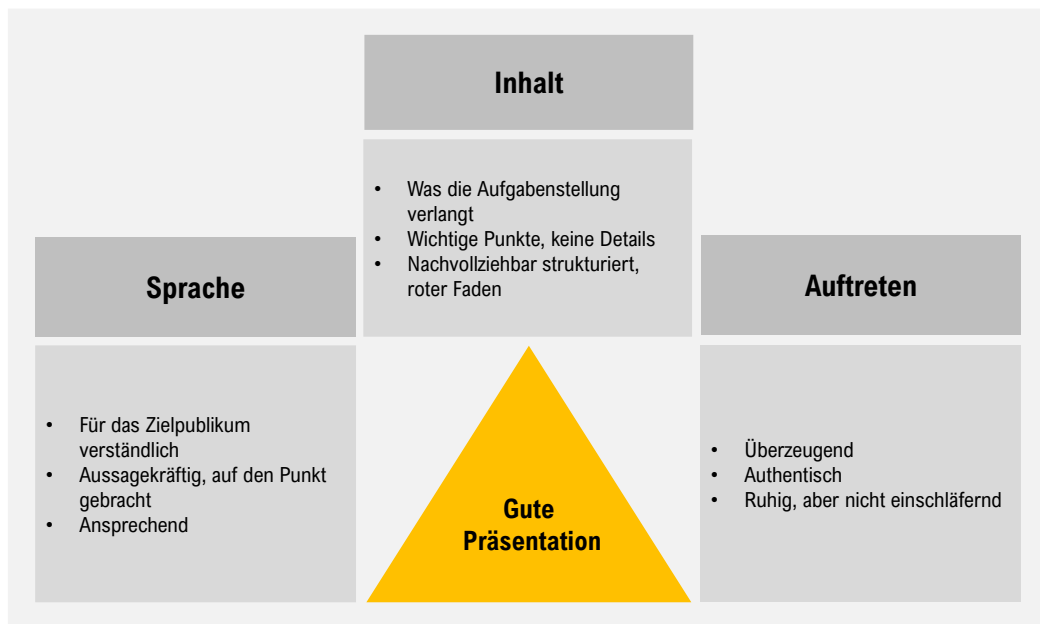 Inhalt
• Was die Aufgabenstellung
verlangt
• Wichtige Punkte, keine Details
• Nachvollziehbar strukturiert,
roter Faden
Sprache
• Für das Zielpublikum
verständlich
• Aussagekräftig, auf den Punkt
gebracht
• Ansprechend
Auftreten
• Überzeugend
• Authentisch
• Ruhig, aber nicht einschläfernd
Gute
Präsentation